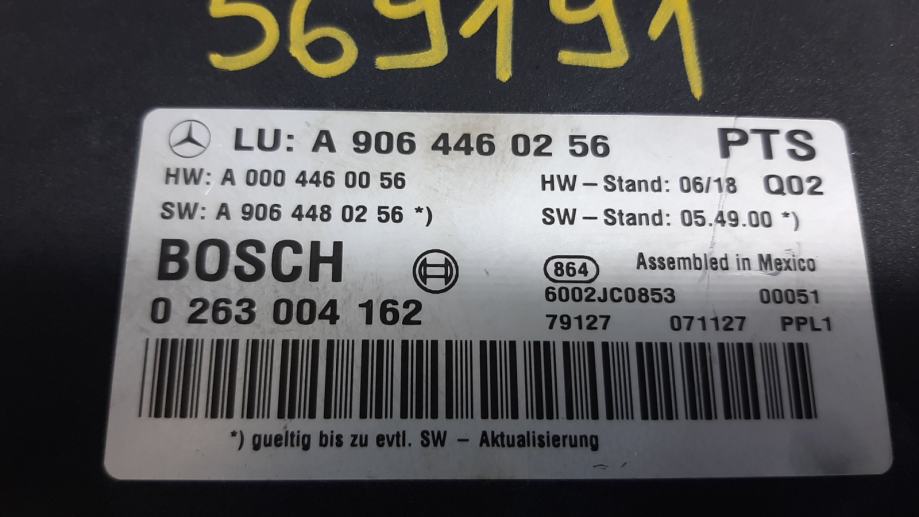 569191
LU: A 906 446 02 56 PTS
HW: A 000 446 00 56 HW – Stand: 06/18 Q02
SW: A 906 448 02 56 *) SW – Stand: 05.49.00 *)
BOSCH 864 Assembled in Mexico
6002JC0853 00051
0 263 004 162 79127 071127 PPL1
*) gueltig bis zu evtl. SW – Aktualisierung